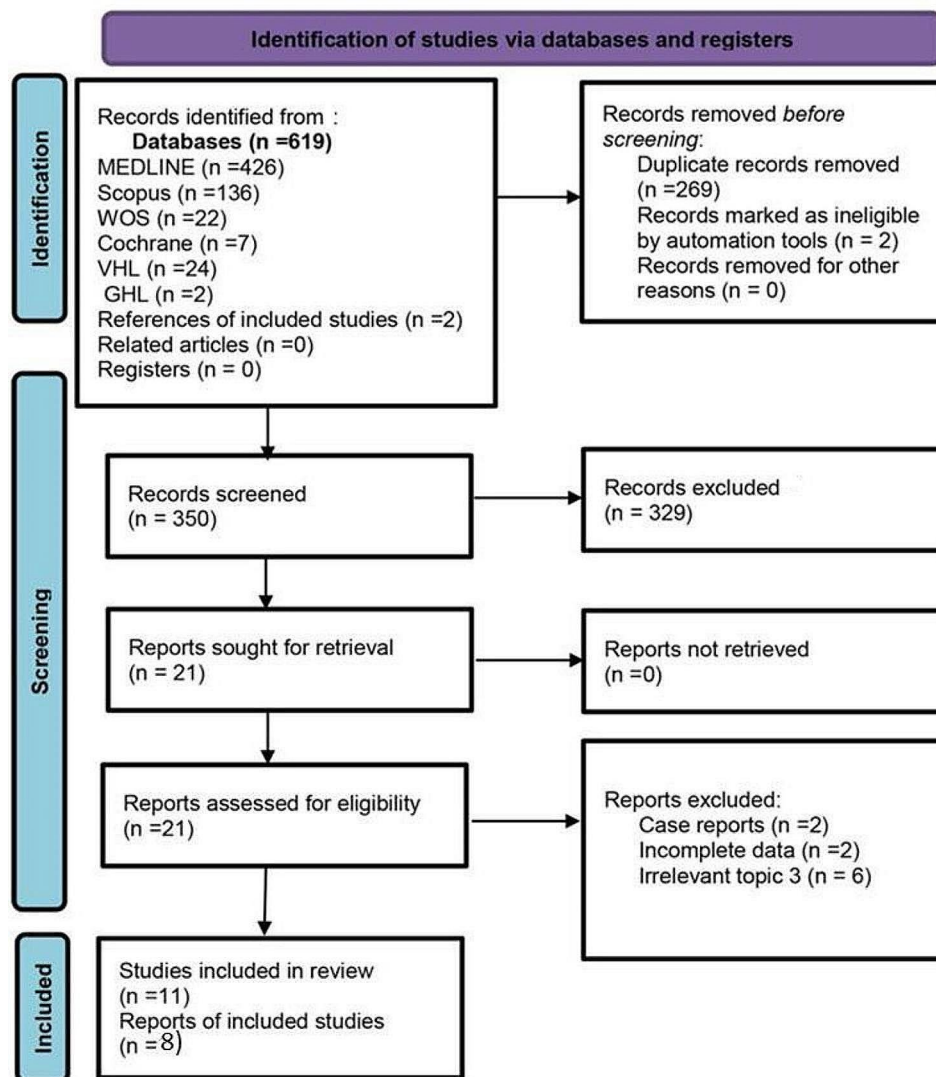 Identification of studies via databases and registers
Identification
Records identified from :
Databases (n =619)
MEDLINE (n =426)
Scopus (n =136)
WOS (n =22)
Cochrane (n =7)
VHL (n =24)
GHL (n =2)
References of included studies (n =2)
Related articles (n =0)
Registers (n = 0)
Records removed before
screening:
Duplicate records removed
(n =269)
Records marked as ineligible
by automation tools (n = 2)
Records removed for other
reasons (n = 0)
Screening
Records screened
(n = 350)
Records excluded
(n = 329)
Reports sought for retrieval
(n = 21)
Reports not retrieved
(n =0)
Reports assessed for eligibility
(n =21)
Reports excluded:
Case reports (n =2)
Incomplete data (n =2)
Irrelevant topic 3 (n = 6)
Included
Studies included in review
(n =11)
Reports of included studies
(n =8)